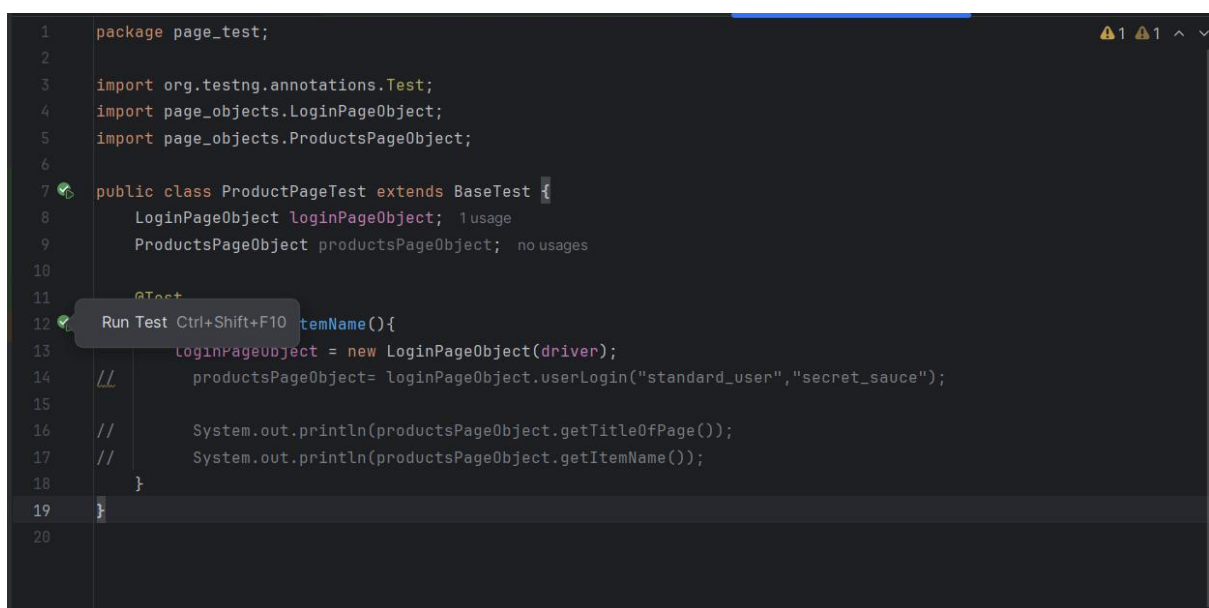 1 package page_test;
2
3 import org.testng.annotations.Test;
4 import page_objects.LoginPageObject;
5 import page_objects.ProductsPageObject;
6
7 public class ProductPageTest extends BaseTest {
8 LoginPageObject loginPageObject; 1 usage
9 ProductsPageObject productsPageObject; no usages
10
11 @Test
12 Run Test Ctrl+Shift+F10 temName(){
13 loginPageObject = new LoginPageObject(driver);
14 // productsPageObject= loginPageObject.userLogin("standard_user","secret_sauce");
15
16 // System.out.println(productsPageObject.getTitleOfPage());
17 // System.out.println(productsPageObject.getItemName());
18 }
19 }
20
1 1